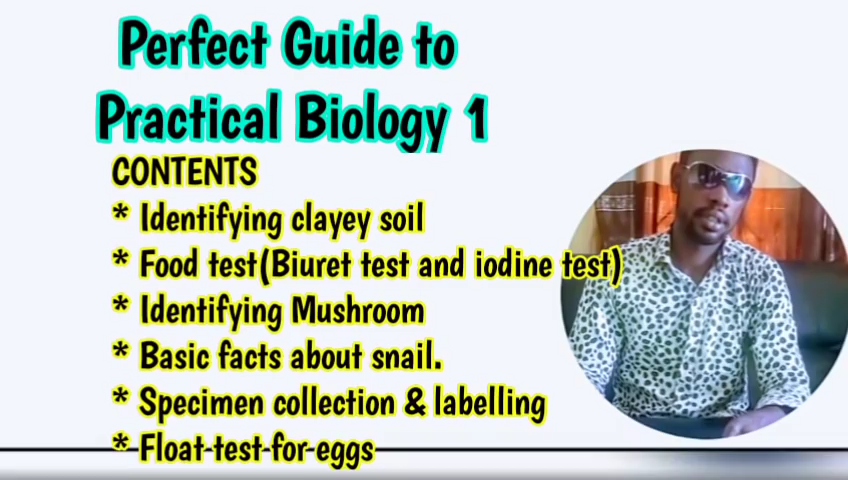 Perfect Guide to
Practical Biology 1
CONTENTS
* Identifying clayey soil
* Food test(Biuret test and iodine test)
* Identifying Mushroom
* Basic facts about snail.
* Specimen collection & labelling
* Float test for eggs